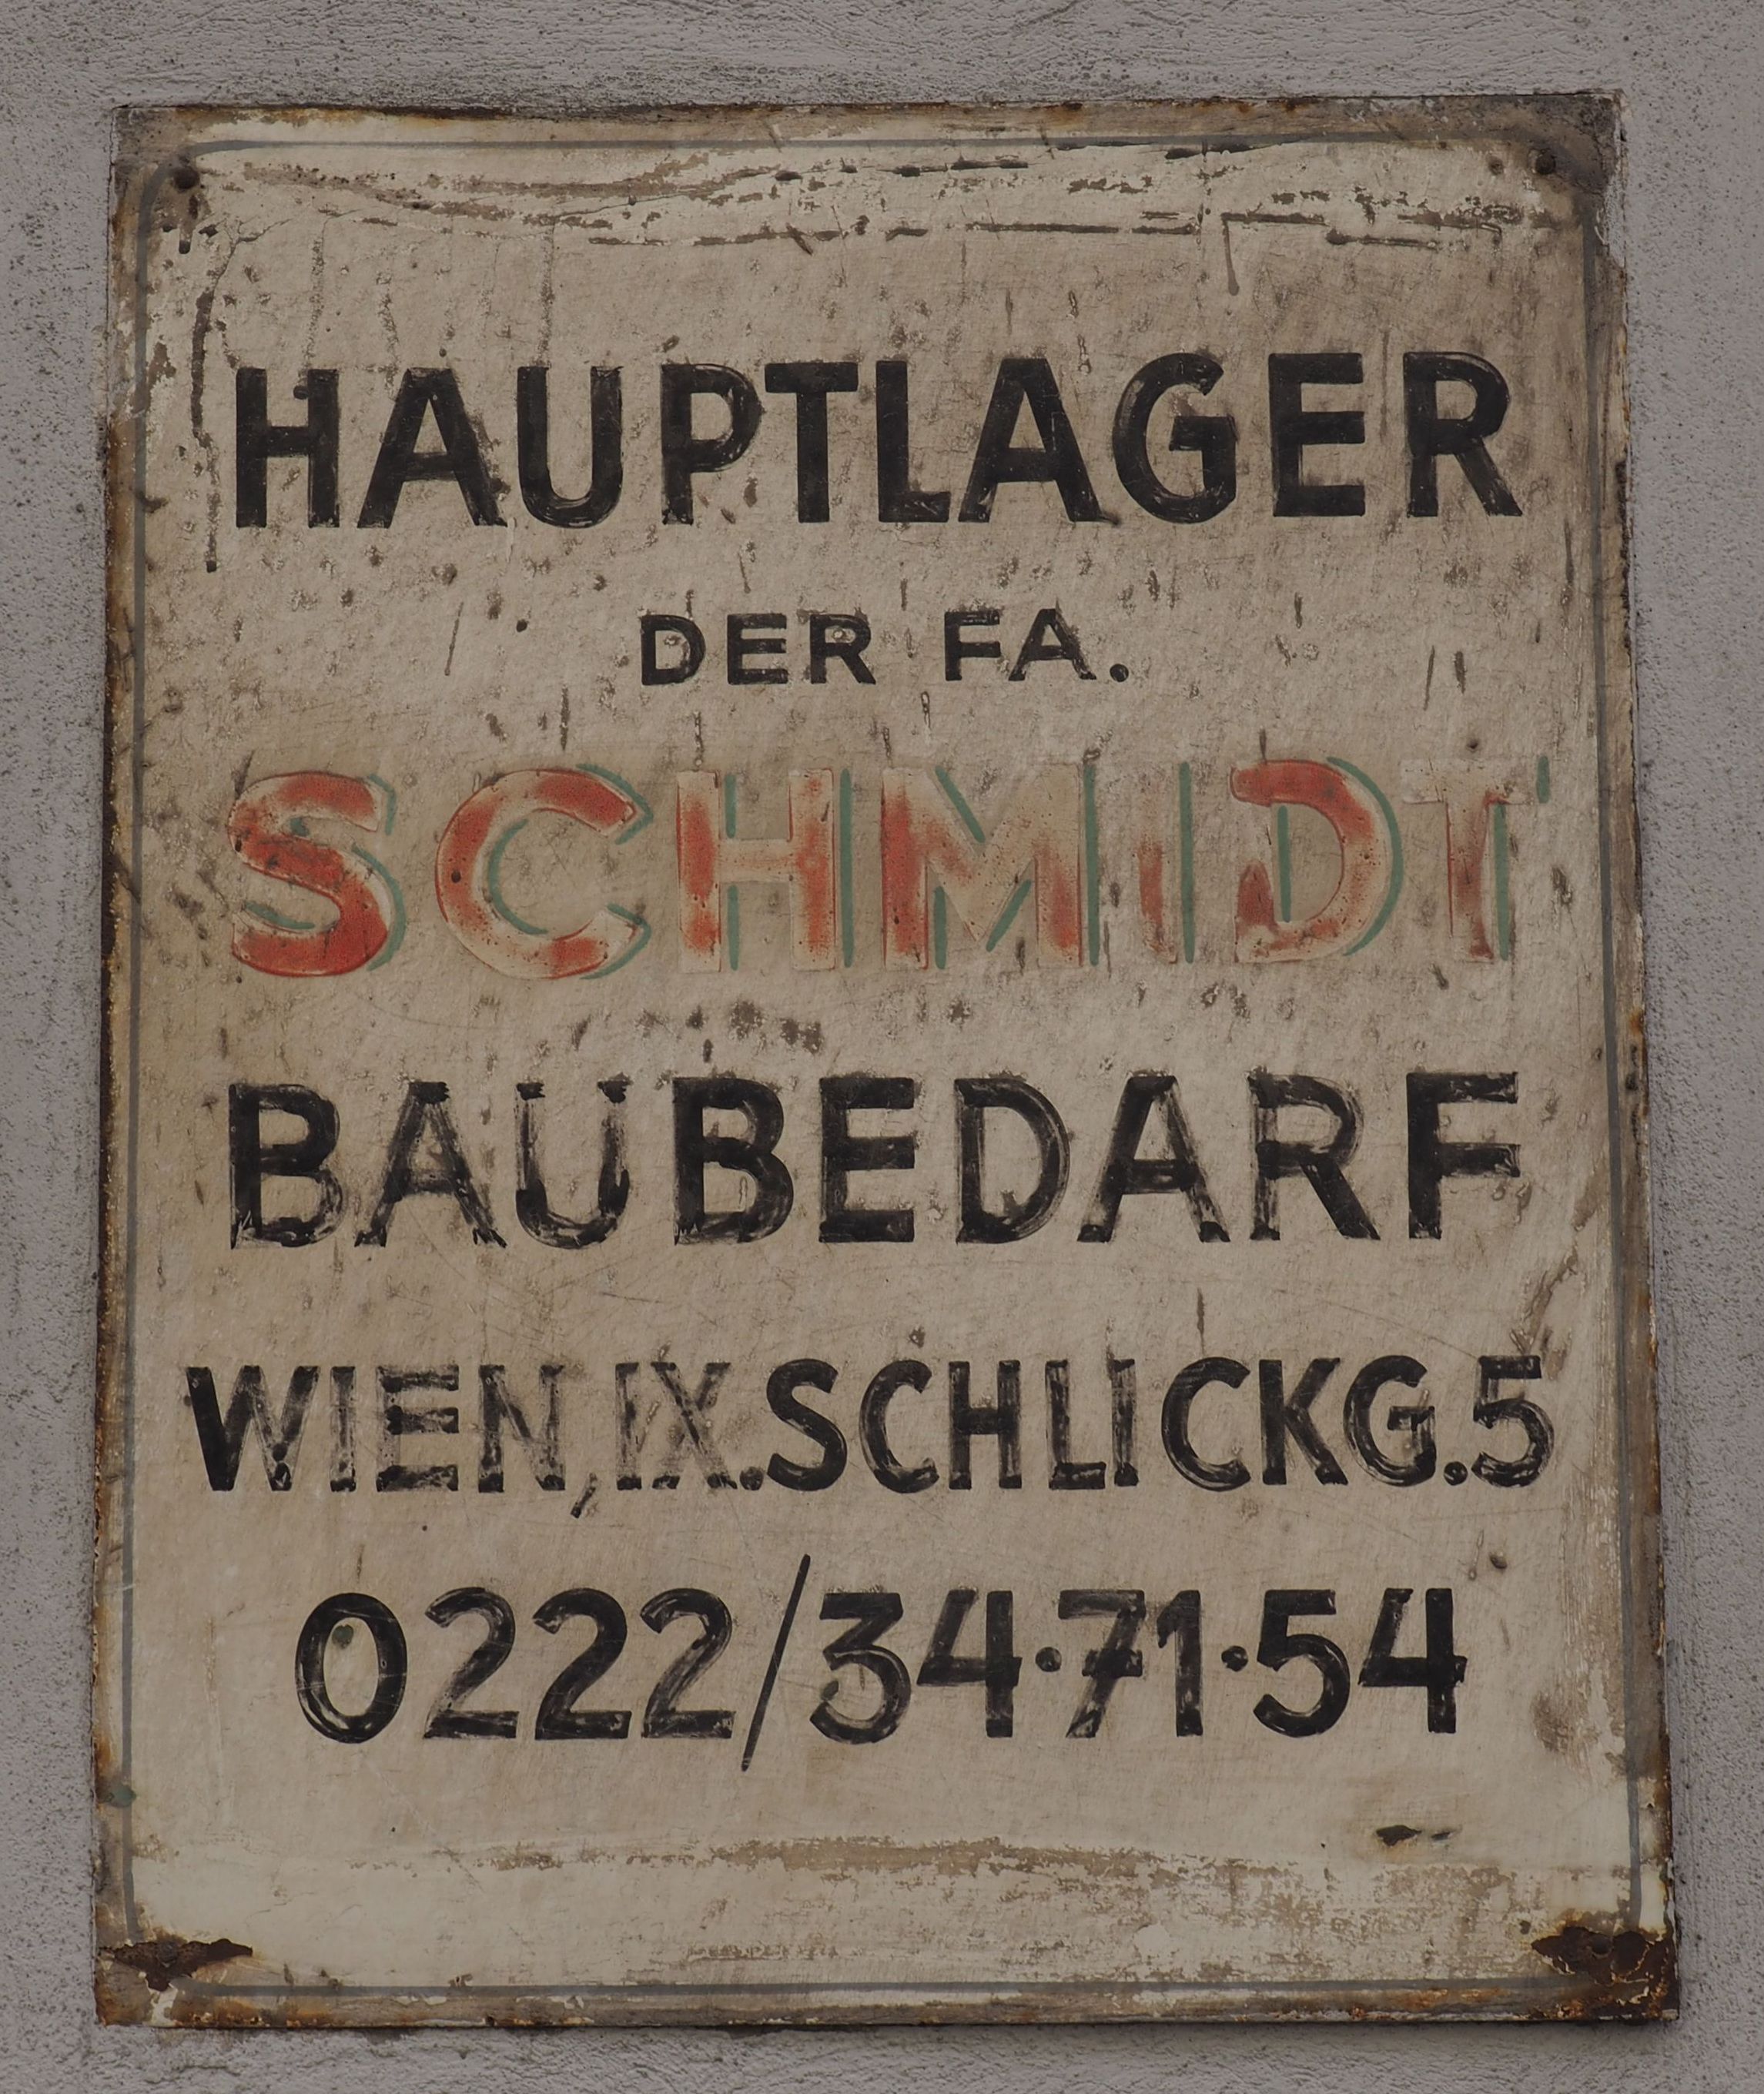 HAUPTLAGER
DER FA.
SCHMIDT
BAUBEDARF
WIEN, IX. SCHLICKG. 5
0222/34·71·54